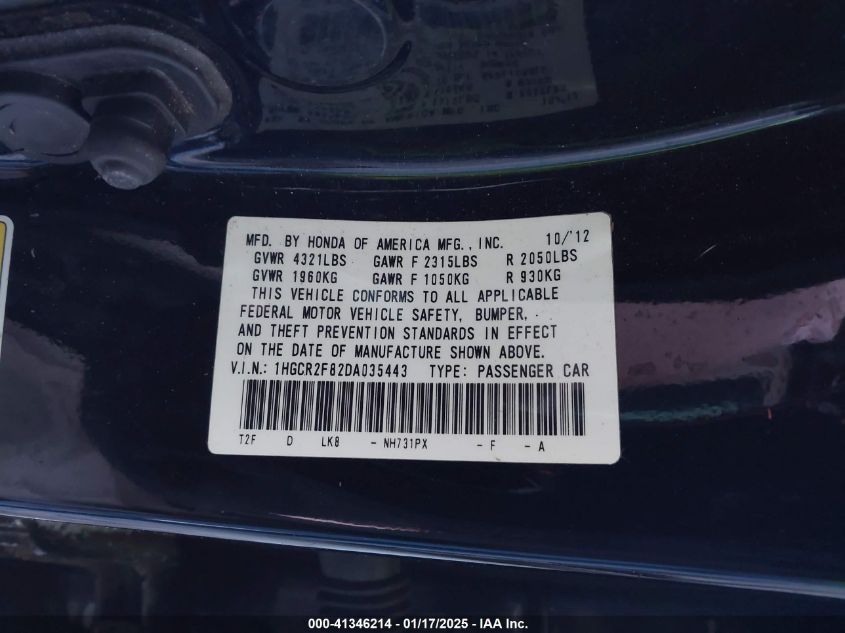 MFD. BY HONDA OF AMERICA MFG., INC. 10/'12
GVWR 4321LBS GAWR F 2315LBS R 2050LBS
GVWR 1960KG GAWR F 1050KG R 930KG
THIS VEHICLE CONFORMS TO ALL APPLICABLE
FEDERAL MOTOR VEHICLE SAFETY, BUMPER,
AND THEFT PREVENTION STANDARDS IN EFFECT
ON THE DATE OF MANUFACTURE SHOWN ABOVE.
V.I.N.: 1HGCR2F82DA035443 TYPE: PASSENGER CAR
T2F D LK8 - NH731PX - F - A
000-41346214 - 01/17/2025 - IAA Inc.